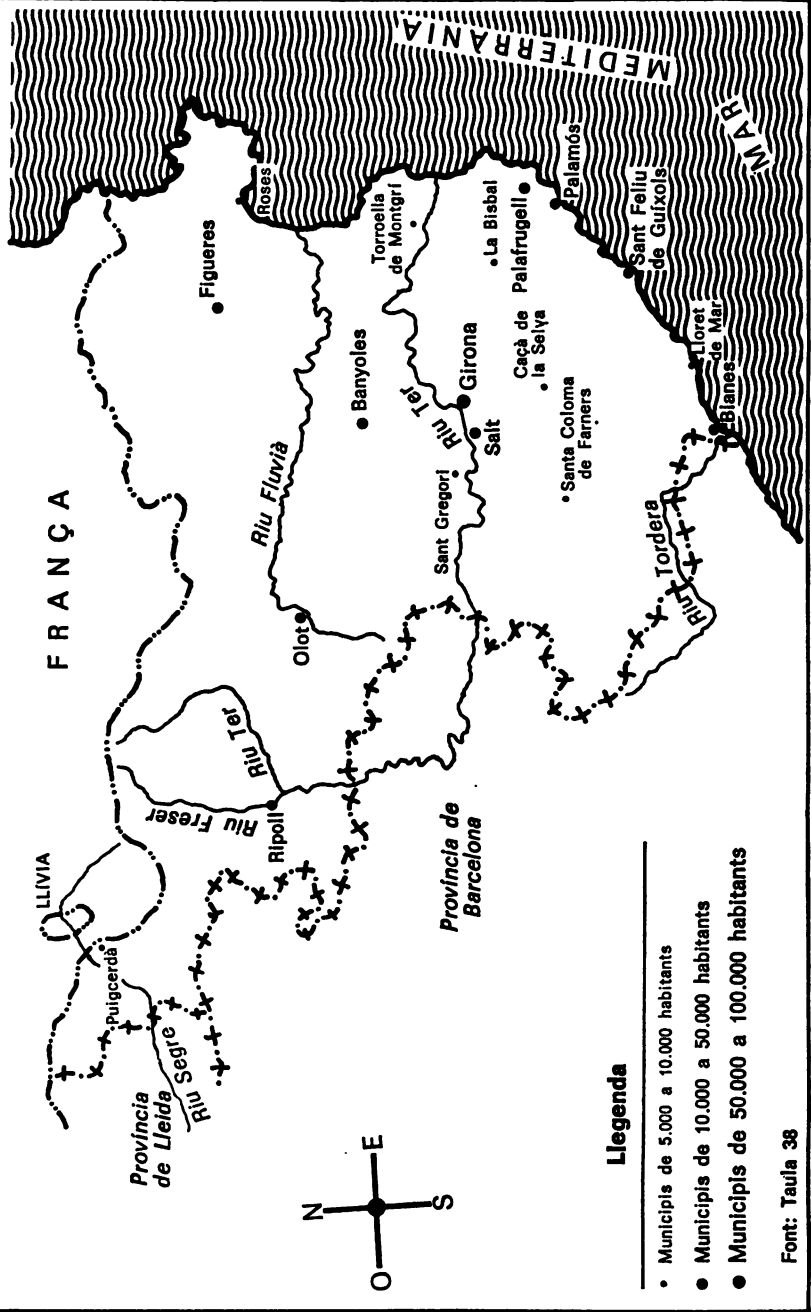 FRANÇA
LLÍVIA
Puigcerdà
Província
de Lleida
Riu Segre
Riu Freser
Riu Ter
Ripoll
Olot
Riu Fluvià
Figueres
Roses
Banyoles
Torroella
de Montgrí
Riu Ter
Girona
Salt
Sant Gregori
La Bisbal
Palafrugell
Palamós
Caçà de
la Selva
Santa Coloma
de Farners
Sant Feliu
de Guíxols
Lloret
de Mar
Blanes
Riu Tordera
MAR
MEDITERRANIA
Província de
Barcelona
N
O
E
S
Llegenda
Municipis de 5.000 a 10.000 habitants
Municipis de 10.000 a 50.000 habitants
Municipis de 50.000 a 100.000 habitants
Font: Taula 38